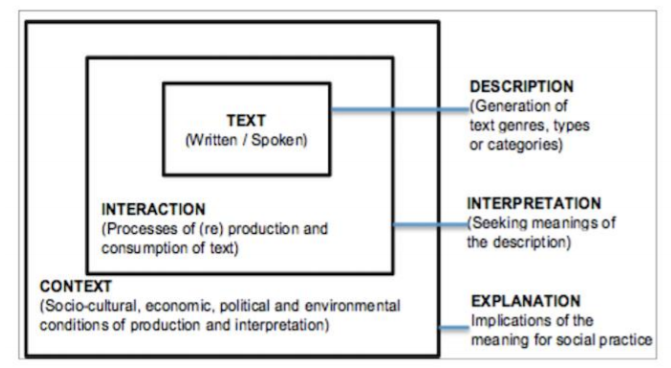 TEXT
(Written / Spoken)
INTERACTION
(Processes of (re) production and
consumption of text)
CONTEXT
(Socio-cultural, economic, political and environmental
conditions of production and interpretation)
DESCRIPTION
(Generation of
text genres, types
or categories)
INTERPRETATION
(Seeking meanings of
the description)
EXPLANATION
Implications of the
meaning for social practice